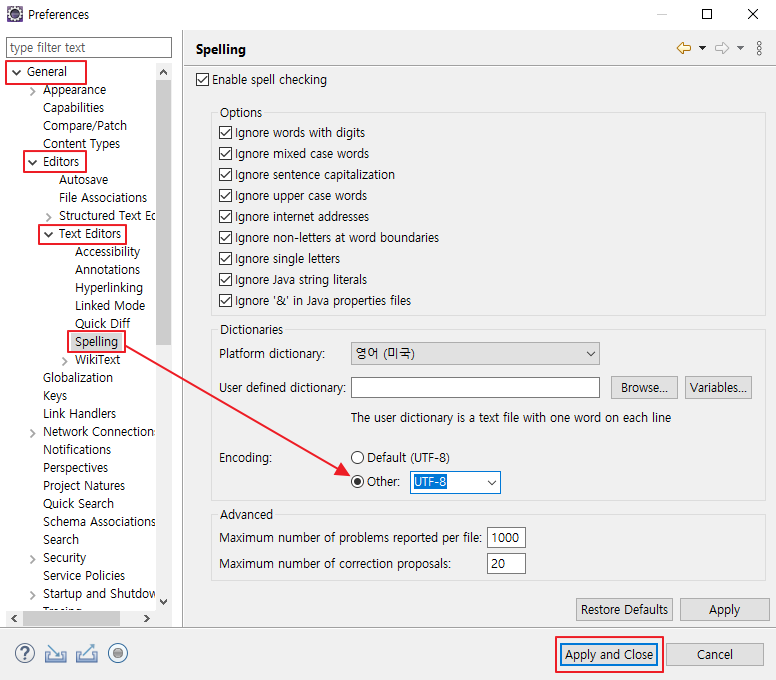 Preferences
type filter text
General
Appearance
Capabilities
Compare/Patch
Content Types
Editors
Autosave
File Associations
Structured Text Ec
Text Editors
Accessibility
Annotations
Hyperlinking
Linked Mode
Quick Diff
Spelling
WikiText
Globalization
Keys
Link Handlers
Network Connection
Notifications
Perspectives
Project Natures
Quick Search
Schema Associations
Search
Security
Service Policies
Startup and Shutdow
Spelling
Enable spell checking
Options
Ignore words with digits
Ignore mixed case words
Ignore sentence capitalization
Ignore upper case words
Ignore internet addresses
Ignore non-letters at word boundaries
Ignore single letters
Ignore Java string literals
Ignore '&' in Java properties files
Dictionaries
Platform dictionary: 영어 (미국)
User defined dictionary: Browse... Variables...
The user dictionary is a text file with one word on each line
Encoding: Default (UTF-8)
Other: UTF-8
Advanced
Maximum number of problems reported per file: 1000
Maximum number of correction proposals: 20
Restore Defaults Apply
Apply and Close Cancel